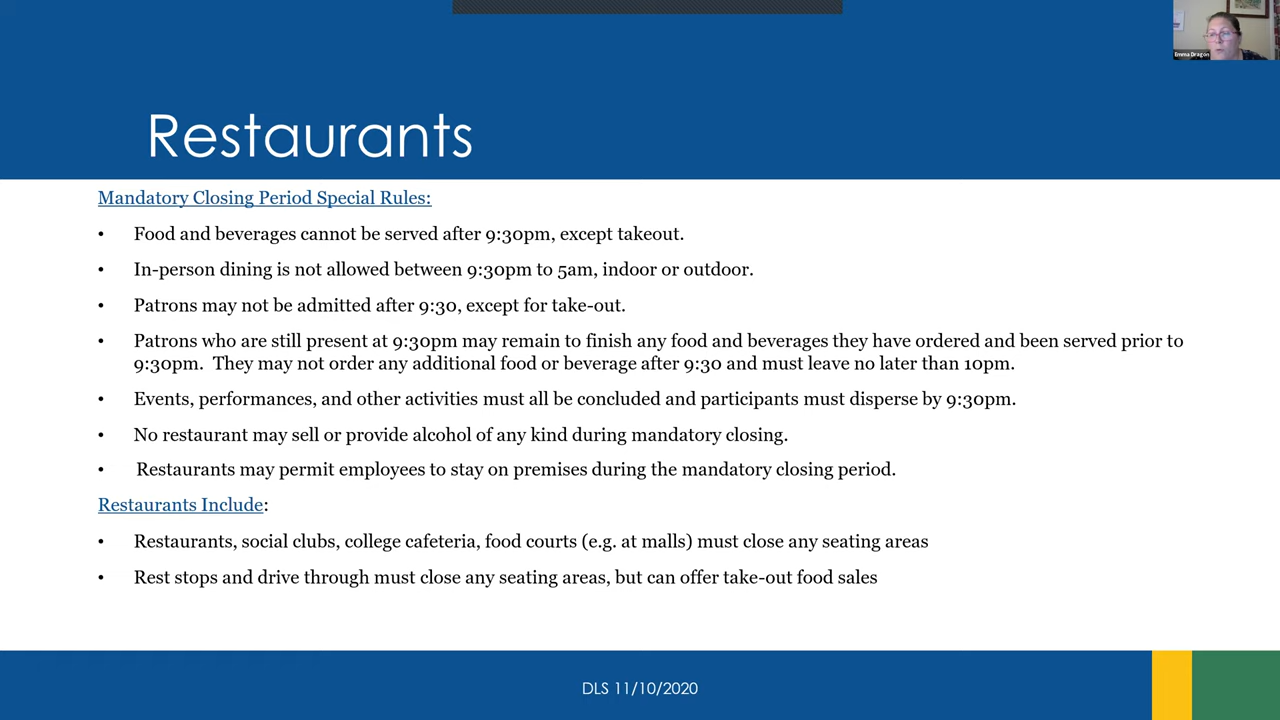 Emma Dragon
Restaurants
Mandatory Closing Period Special Rules:
• Food and beverages cannot be served after 9:30pm, except takeout.
• In-person dining is not allowed between 9:30pm to 5am, indoor or outdoor.
• Patrons may not be admitted after 9:30, except for take-out.
• Patrons who are still present at 9:30pm may remain to finish any food and beverages they have ordered and been served prior to
9:30pm.  They may not order any additional food or beverage after 9:30 and must leave no later than 10pm.
• Events, performances, and other activities must all be concluded and participants must disperse by 9:30pm.
• No restaurant may sell or provide alcohol of any kind during mandatory closing.
• Restaurants may permit employees to stay on premises during the mandatory closing period.
Restaurants Include:
• Restaurants, social clubs, college cafeteria, food courts (e.g. at malls) must close any seating areas
• Rest stops and drive through must close any seating areas, but can offer take-out food sales
DLS 11/10/2020